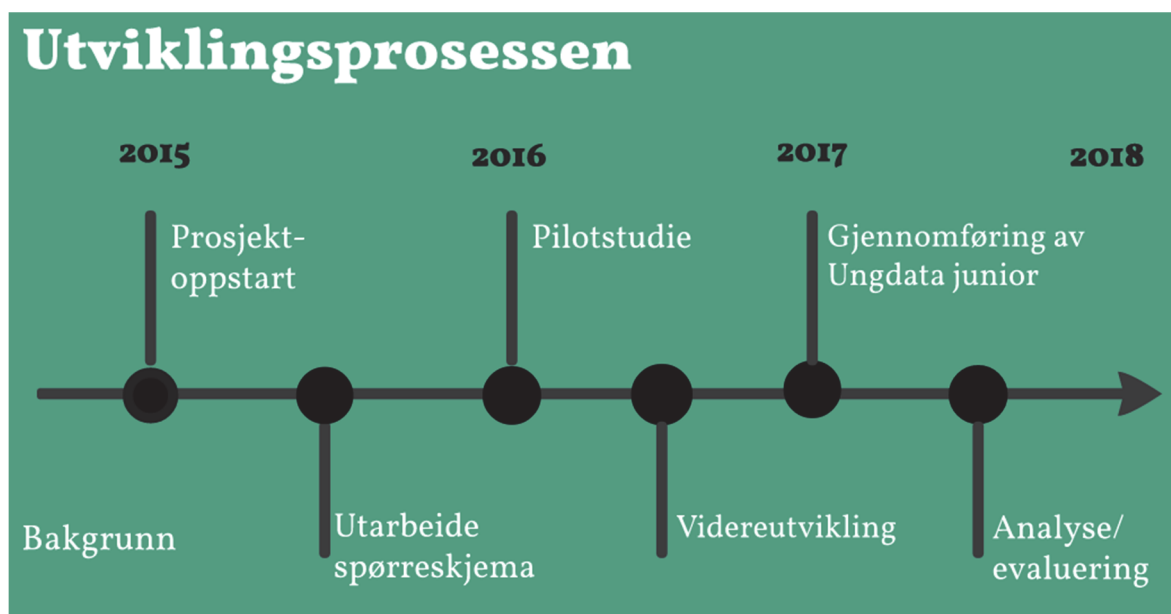 Utviklingsprosessen
2015
2016
2017
2018
Prosjekt-
oppstart
Pilotstudie
Gjennomføring av
Ungdata junior
Bakgrunn
Utarbeide
spørreskjema
Videreutvikling
Analyse/
evaluering